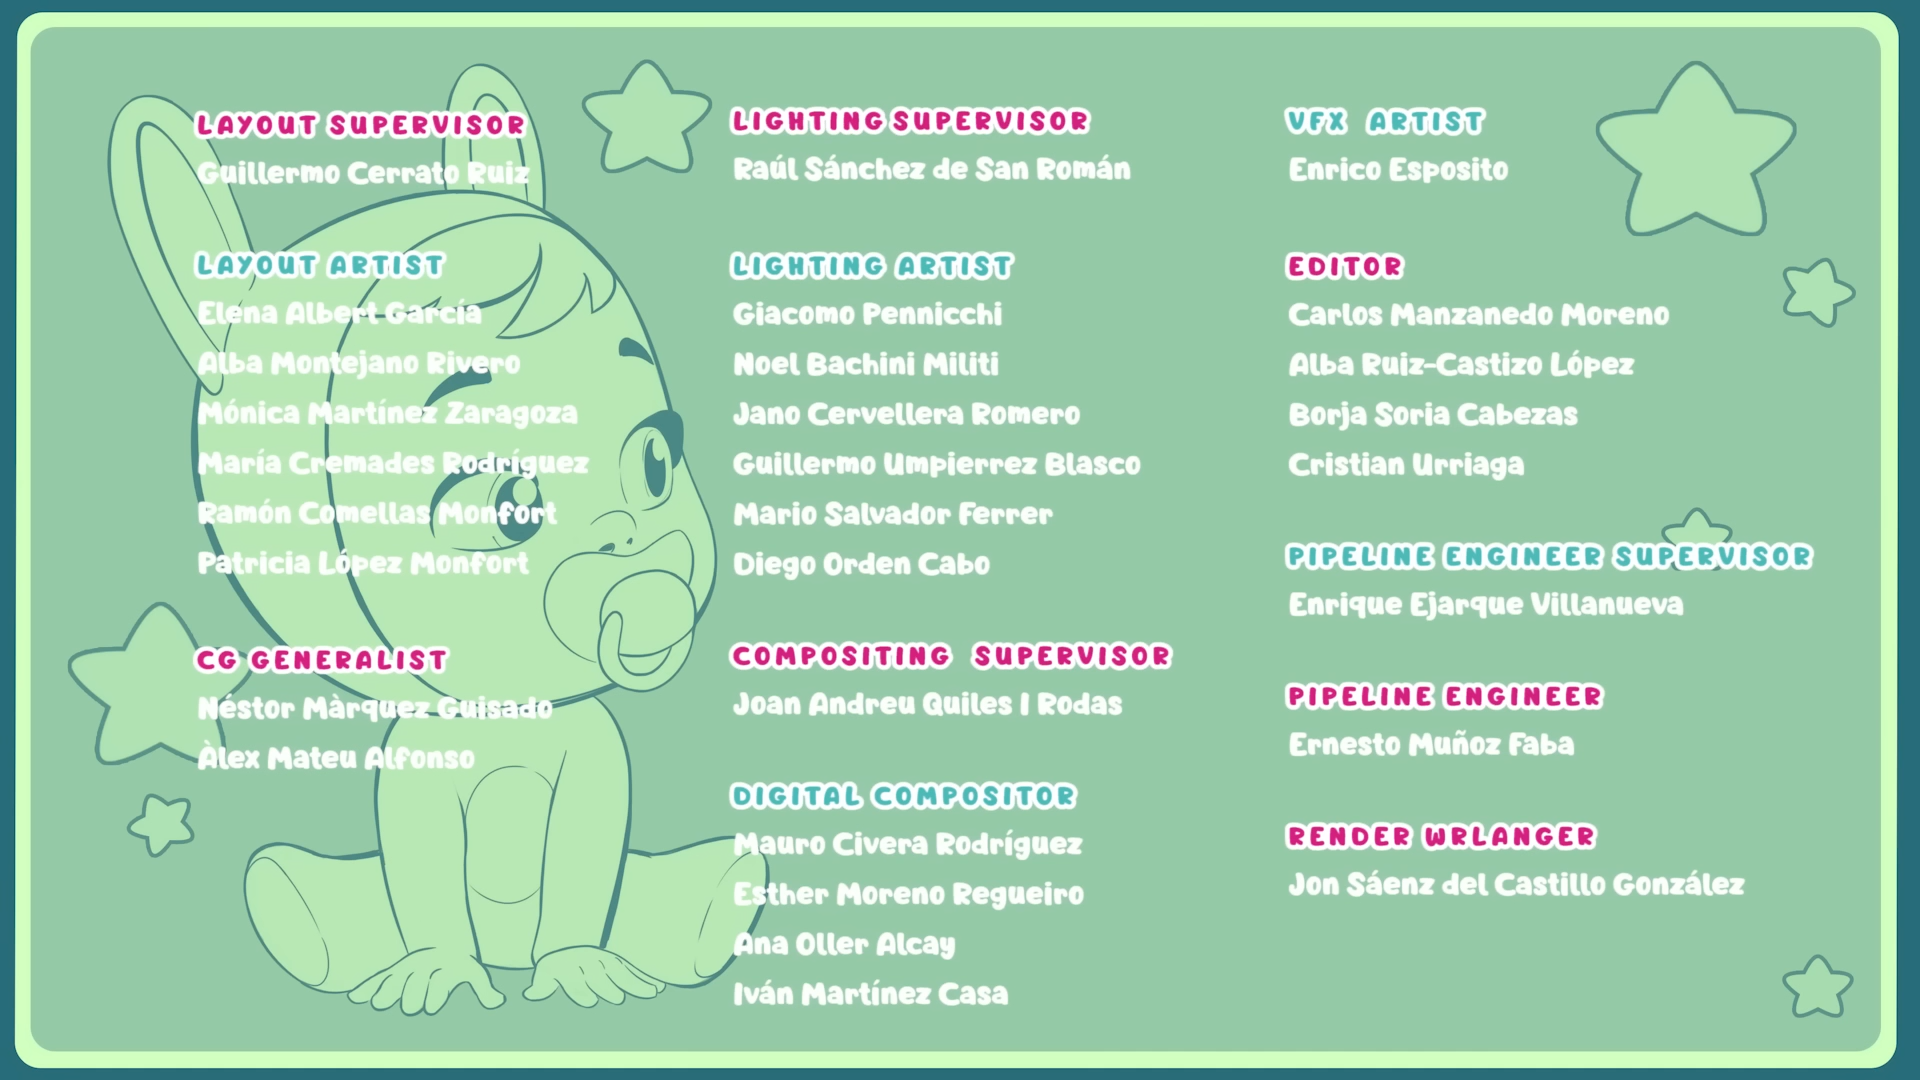 LAYOUT SUPERVISOR
Guillermo Cerrato Ruiz
LAYOUT ARTIST
Elena Albert García
Alba Montejano Rivero
Mónica Martínez Zaragoza
María Cremades Rodríguez
Ramón Comellas Monfort
Patricia López Monfort
CG GENERALIST
Néstor Màrquez Guisado
Àlex Mateu Alfonso
LIGHTING SUPERVISOR
Raúl Sánchez de San Román
LIGHTING ARTIST
Giacomo Pennicchi
Noel Bachini Militi
Jano Cervellera Romero
Guillermo Umpierrez Blasco
Mario Salvador Ferrer
Diego Orden Cabo
COMPOSITING SUPERVISOR
Joan Andreu Quiles I Rodas
DIGITAL COMPOSITOR
Mauro Civera Rodríguez
Esther Moreno Regueiro
Ana Oller Alcay
Iván Martínez Casa
VFX ARTIST
Enrico Esposito
EDITOR
Carlos Manzanedo Moreno
Alba Ruiz-Castizo López
Borja Soria Cabezas
Cristian Urriaga
PIPELINE ENGINEER SUPERVISOR
Enrique Ejarque Villanueva
PIPELINE ENGINEER
Ernesto Muñoz Faba
RENDER WRLANGER
Jon Sáenz del Castillo González